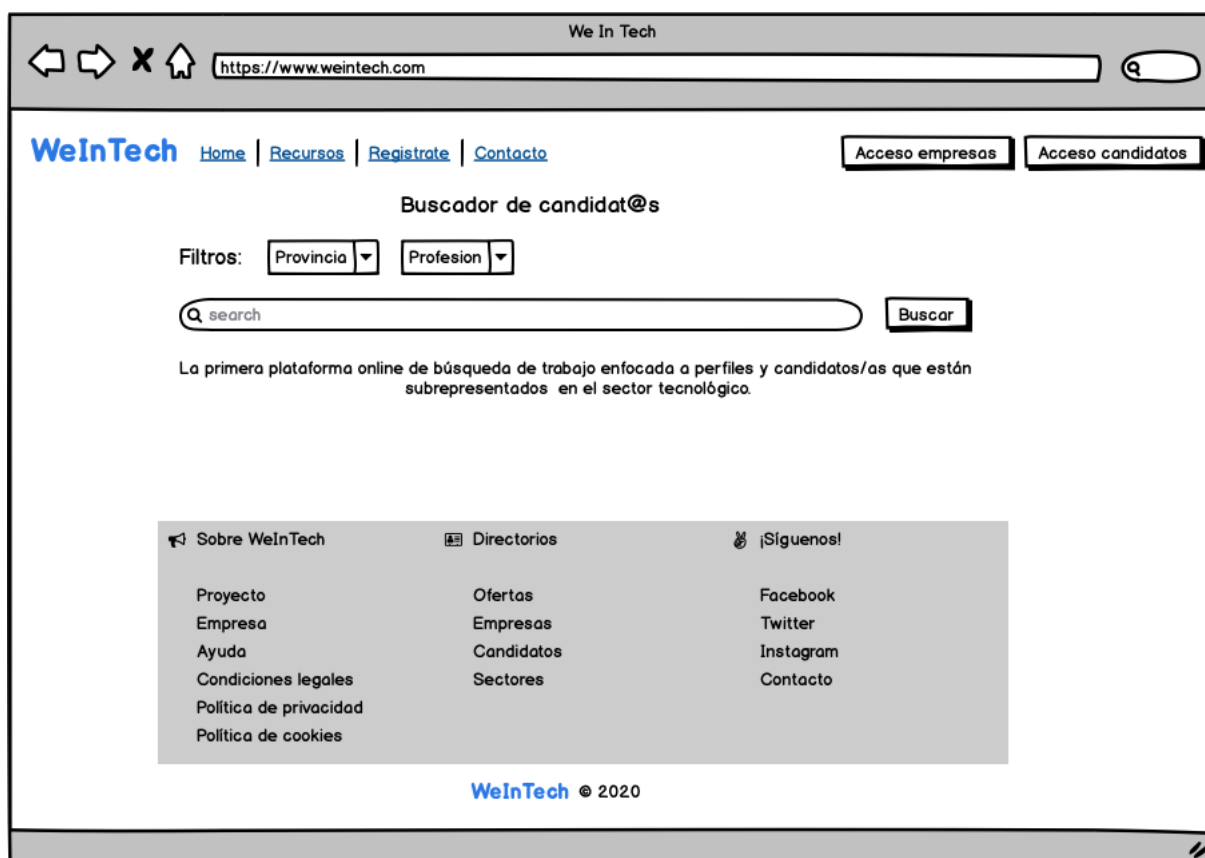 We In Tech
https://www.weintech.com
WeInTech Home Recursos Registrate Contacto Acceso empresas Acceso candidatos
Buscador de candidat@s
Filtros: Provincia Profesion
search Buscar
La primera plataforma online de búsqueda de trabajo enfocada a perfiles y candidatos/as que están
subrepresentados en el sector tecnológico.
Sobre WeInTech Directorios ¡Síguenos!
Proyecto Ofertas Facebook
Empresa Empresas Twitter
Ayuda Candidatos Instagram
Condiciones legales Sectores Contacto
Política de privacidad
Política de cookies
WeInTech © 2020